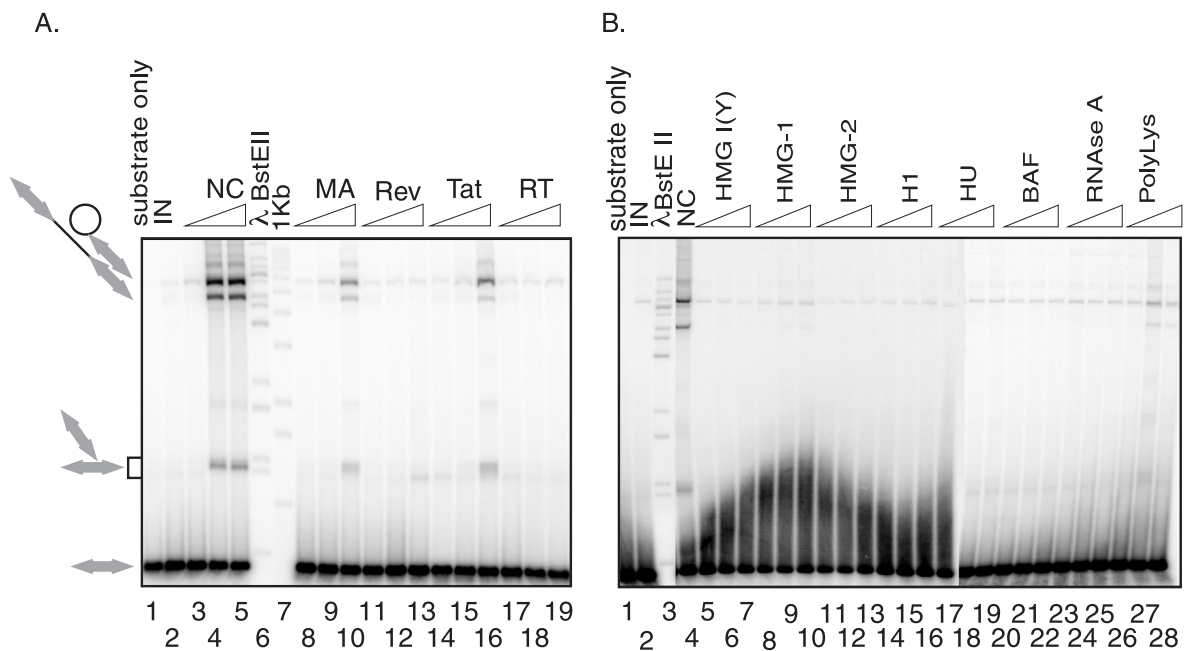 A.
substrate only
IN
NC
λ BstEII
1Kb
MA
Rev
Tat
RT
1 3 5 7 9 11 13 15 17 19
2 4 6 8 10 12 14 16 18
B.
substrate only
IN
λ BstE II
NC
HMG I(Y)
HMG-1
HMG-2
H1
HU
BAF
RNAse A
PolyLys
1 3 5 7 9 11 13 15 17 19 21 23 25 27
2 4 6 8 10 12 14 16 18 20 22 24 26 28